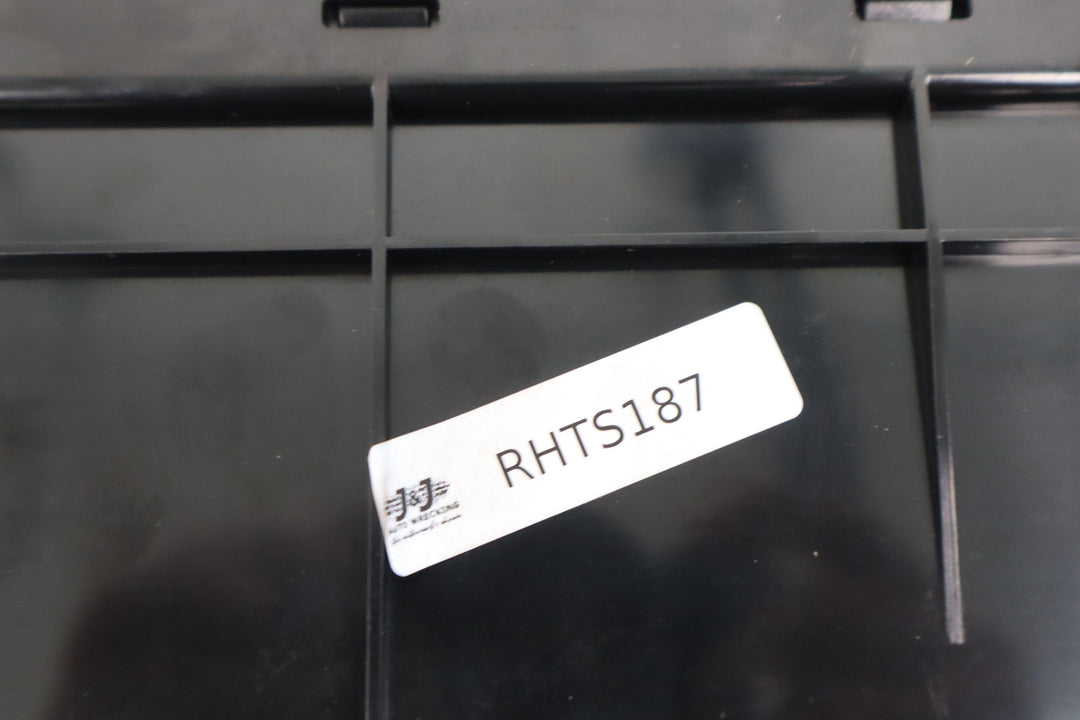 RHTS187
J&J
AUTO WRECKING